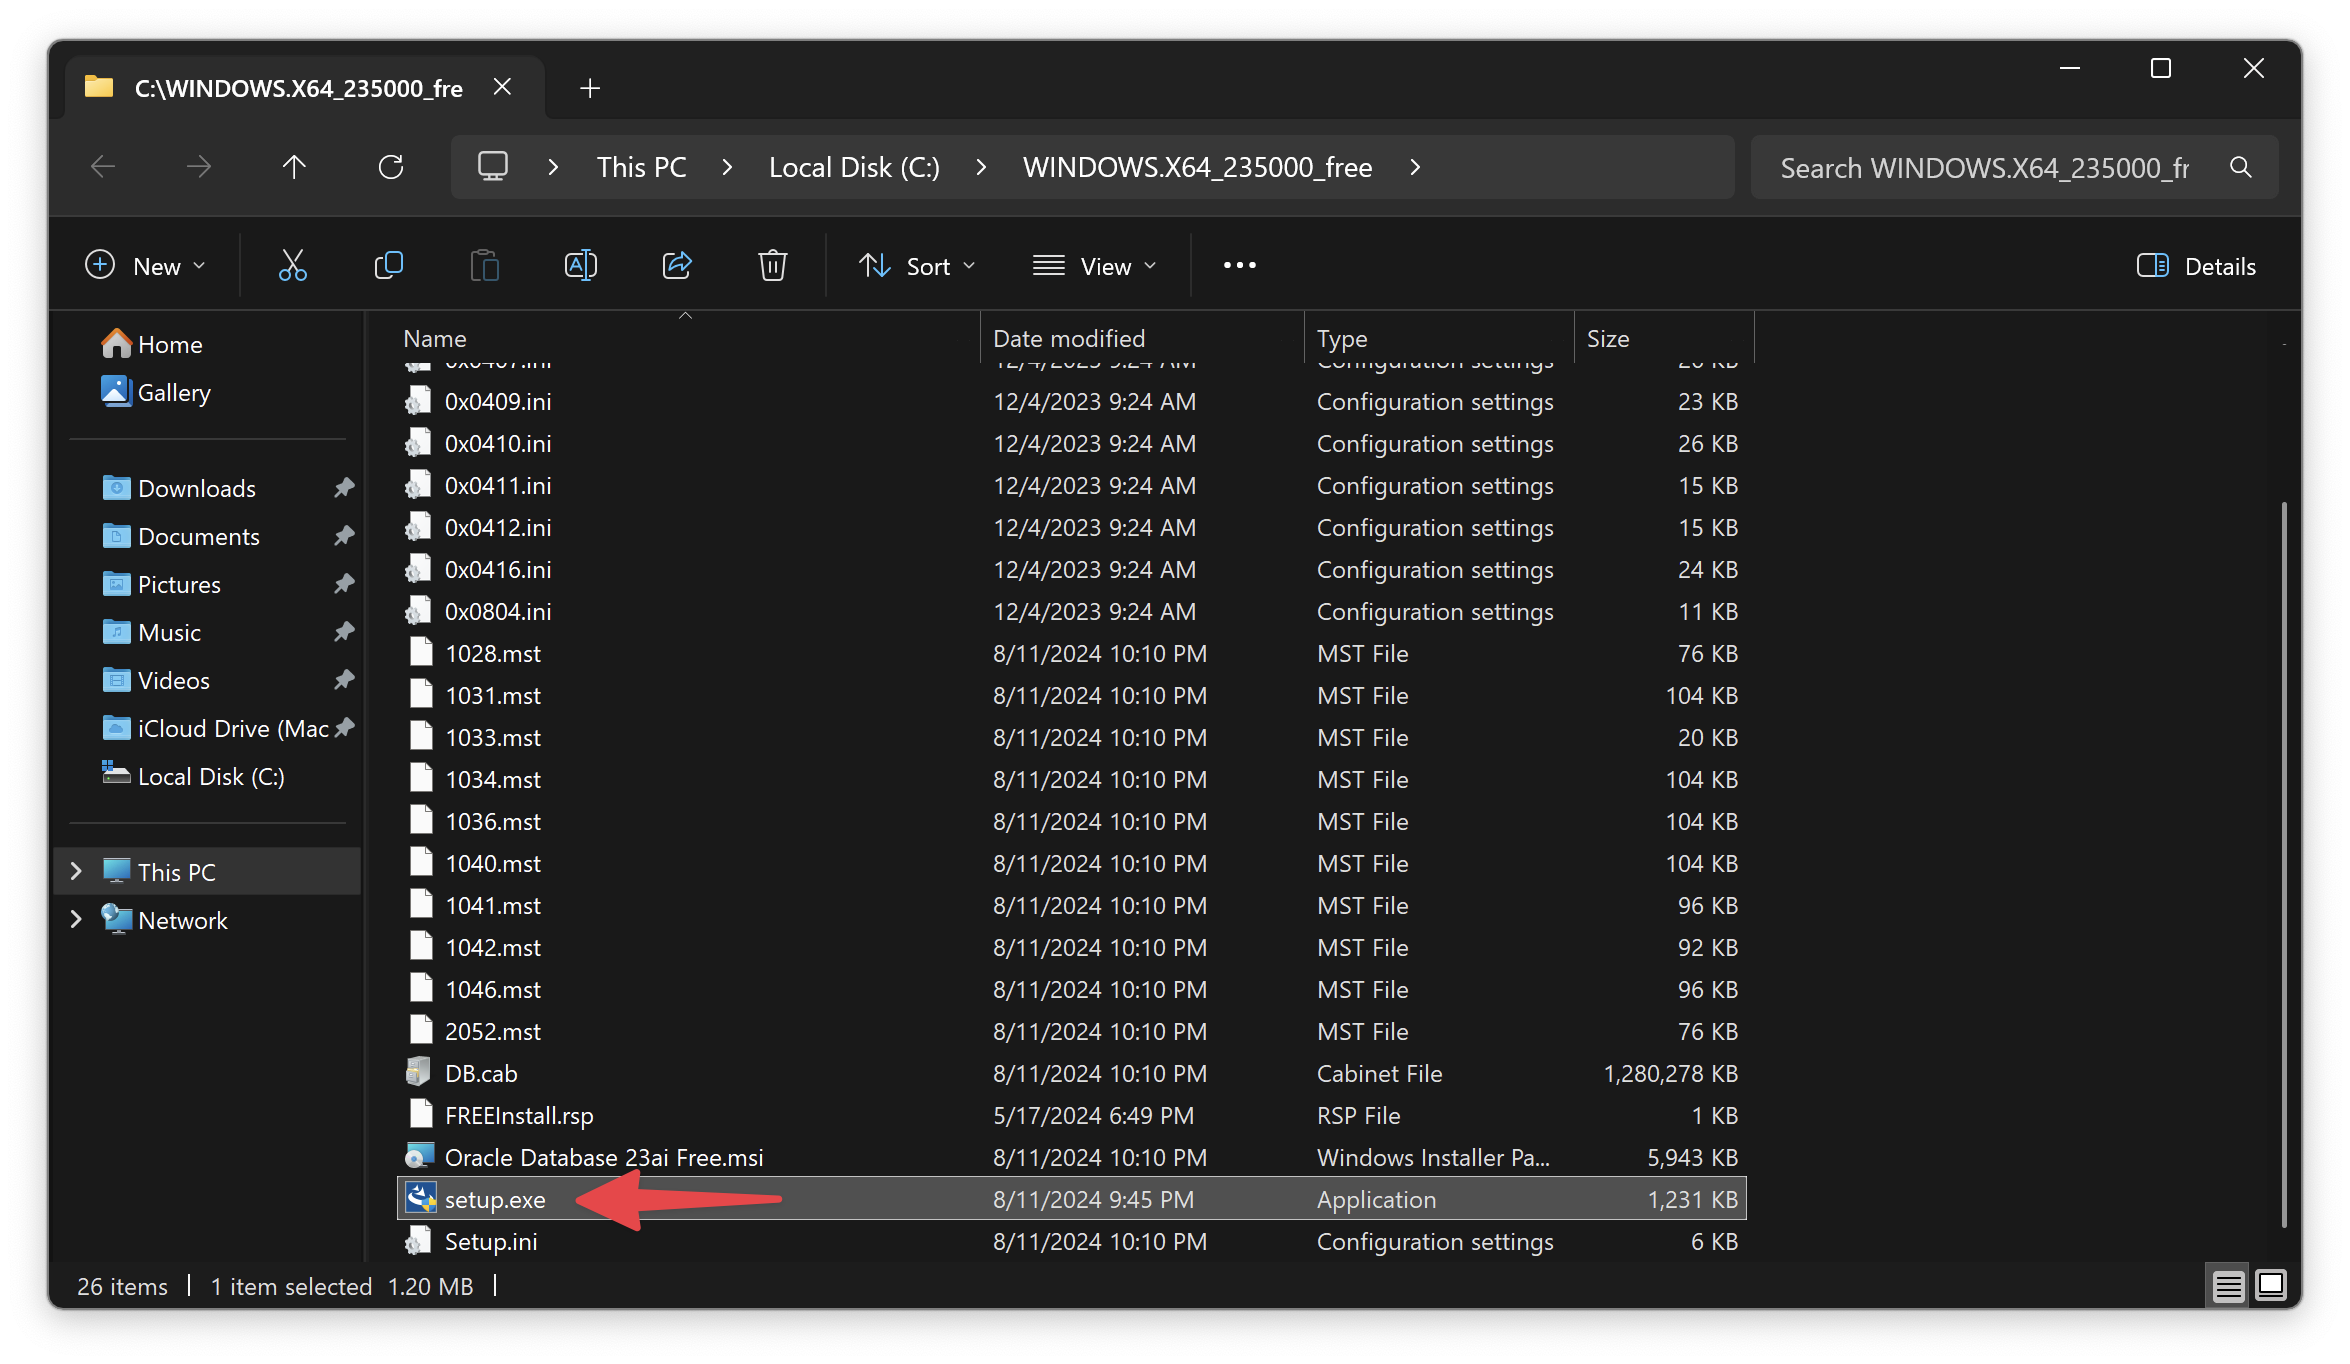 C:\WINDOWS.X64_235000_fre
This PC
Local Disk (C:)
WINDOWS.X64_235000_free
Search WINDOWS.X64_235000_fr
New
Sort
View
Details
Home
Gallery
Downloads
Documents
Pictures
Music
Videos
iCloud Drive (Mac
Local Disk (C:)
This PC
Network
Name Date modified Type Size
0x0407.ini 12/4/2023 9:24 AM Configuration settings 26 KB
0x0409.ini 12/4/2023 9:24 AM Configuration settings 23 KB
0x0410.ini 12/4/2023 9:24 AM Configuration settings 26 KB
0x0411.ini 12/4/2023 9:24 AM Configuration settings 15 KB
0x0412.ini 12/4/2023 9:24 AM Configuration settings 15 KB
0x0416.ini 12/4/2023 9:24 AM Configuration settings 24 KB
0x0804.ini 12/4/2023 9:24 AM Configuration settings 11 KB
1028.mst 8/11/2024 10:10 PM MST File 76 KB
1031.mst 8/11/2024 10:10 PM MST File 104 KB
1033.mst 8/11/2024 10:10 PM MST File 20 KB
1034.mst 8/11/2024 10:10 PM MST File 104 KB
1036.mst 8/11/2024 10:10 PM MST File 104 KB
1040.mst 8/11/2024 10:10 PM MST File 104 KB
1041.mst 8/11/2024 10:10 PM MST File 96 KB
1042.mst 8/11/2024 10:10 PM MST File 92 KB
1046.mst 8/11/2024 10:10 PM MST File 96 KB
2052.mst 8/11/2024 10:10 PM MST File 76 KB
DB.cab 8/11/2024 10:10 PM Cabinet File 1,280,278 KB
FREEInstall.rsp 5/17/2024 6:49 PM RSP File 1 KB
Oracle Database 23ai Free.msi 8/11/2024 10:10 PM Windows Installer Pa... 5,943 KB
setup.exe 8/11/2024 9:45 PM Application 1,231 KB
Setup.ini 8/11/2024 10:10 PM Configuration settings 6 KB
26 items
1 item selected 1.20 MB